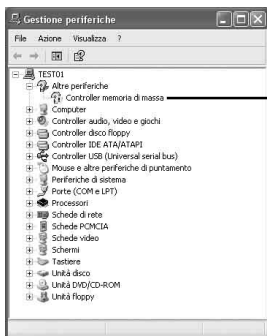 Gestione periferiche
File Azione Visualizza ?
TEST01
Altre periferiche
Controller memoria di massa
Computer
Controller audio, video e giochi
Controller disco floppy
Controller IDE ATA/ATAPI
Controller USB (Universal serial bus)
Mouse e altre periferiche di puntamento
Periferiche di sistema
Porte (COM e LPT)
Processori
Schede di rete
Schede PCMCIA
Schede video
Schermi
Tastiere
Unità disco
Unità DVD/CD-ROM
Unità floppy